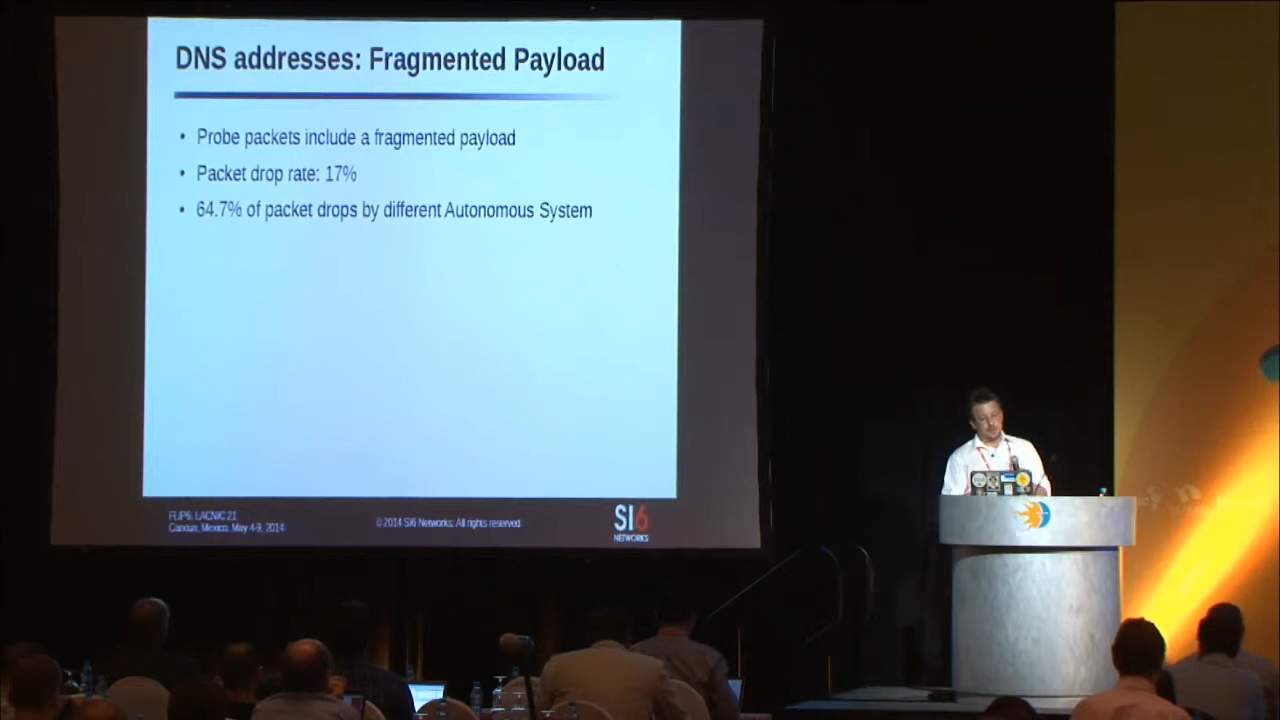 DNS addresses: Fragmented Payload
• Probe packets include a fragmented payload
• Packet drop rate: 17%
• 64.7% of packet drops by different Autonomous System
FLIP6, LACNIC 21
Cancun, Mexico. May 4-9, 2014
© 2014 SI6 Networks. All rights reserved
SI6
NETWORKS